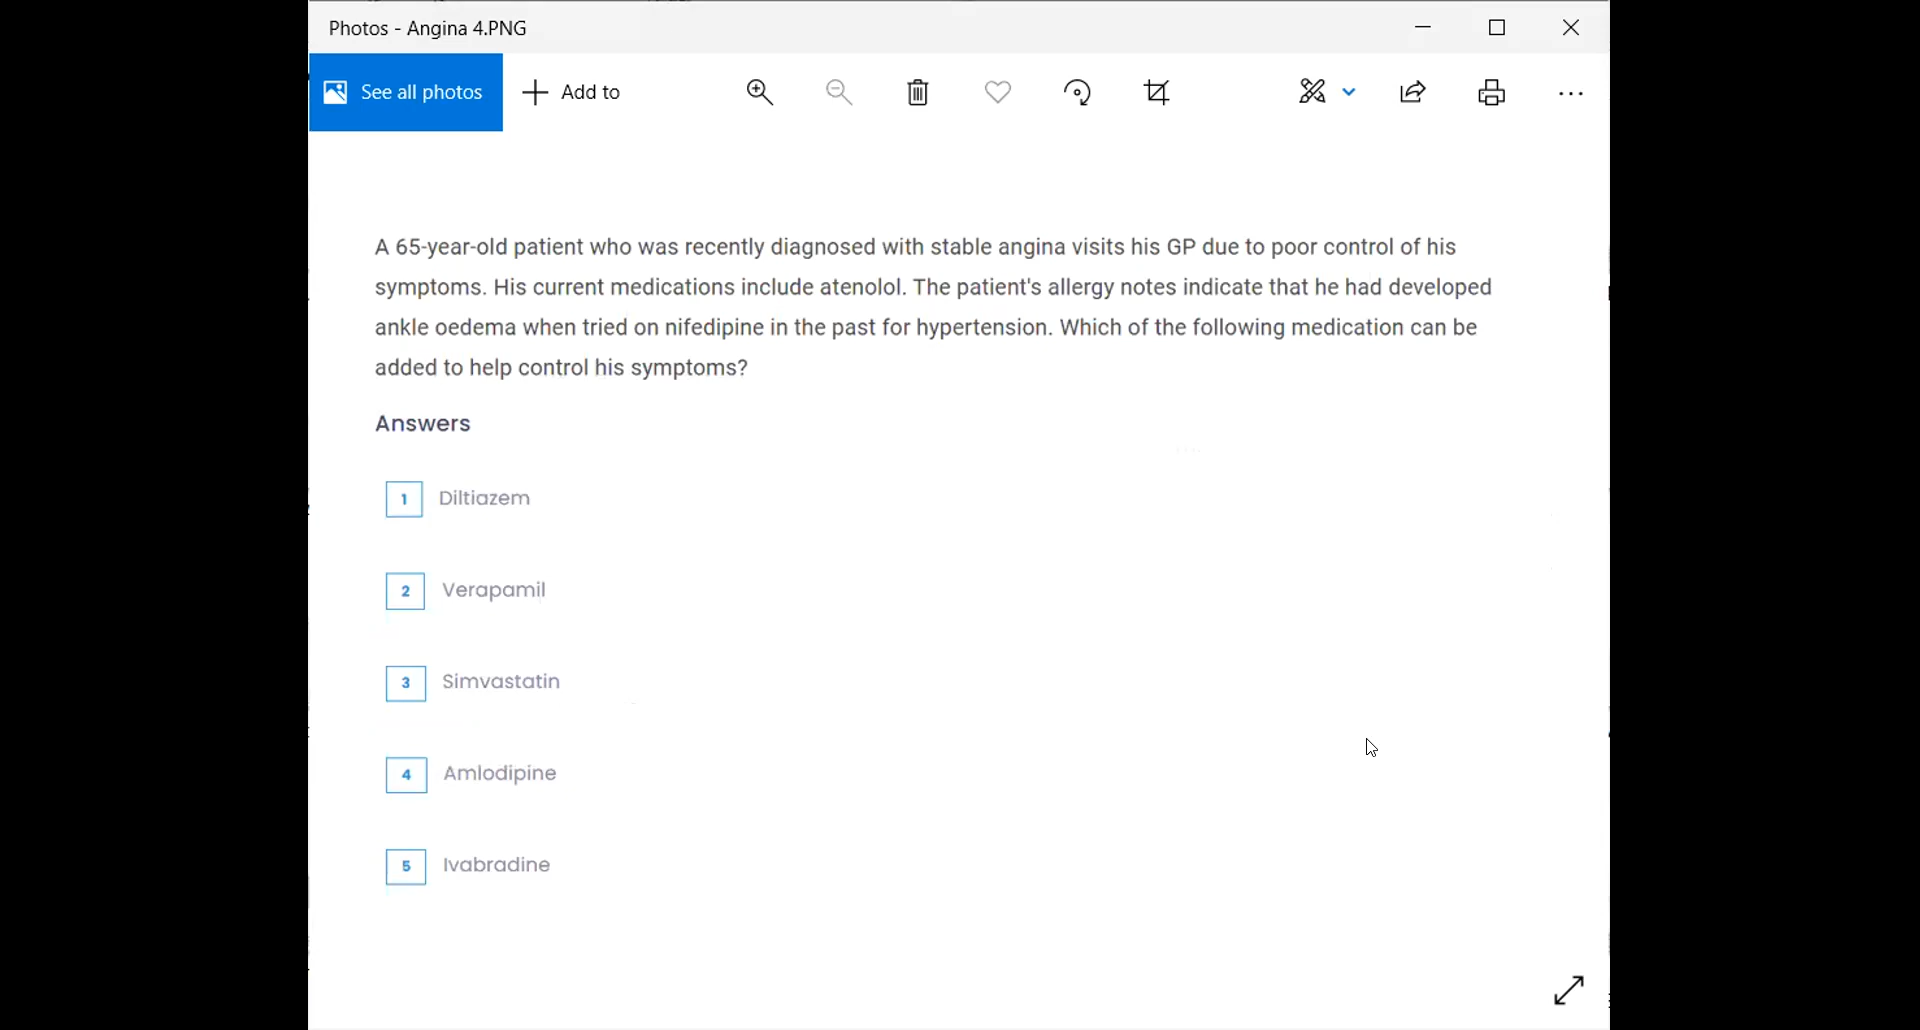 Photos - Angina 4.PNG
See all photos
Add to
A 65-year-old patient who was recently diagnosed with stable angina visits his GP due to poor control of his
symptoms. His current medications include atenolol. The patient's allergy notes indicate that he had developed
ankle oedema when tried on nifedipine in the past for hypertension. Which of the following medication can be
added to help control his symptoms?
Answers
1 Diltiazem
2 Verapamil
3 Simvastatin
4 Amlodipine
5 Ivabradine